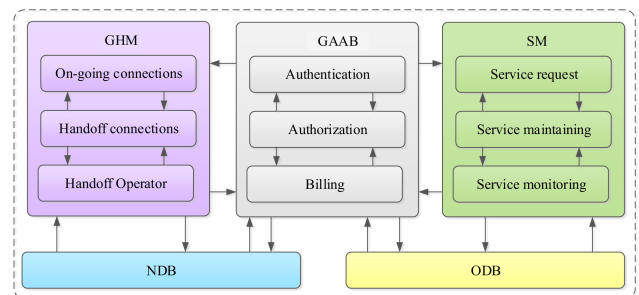 GHM
On-going connections
Handoff connections
Handoff Operator
GAAB
Authentication
Authorization
Billing
SM
Service request
Service maintaining
Service monitoring
NDB
ODB